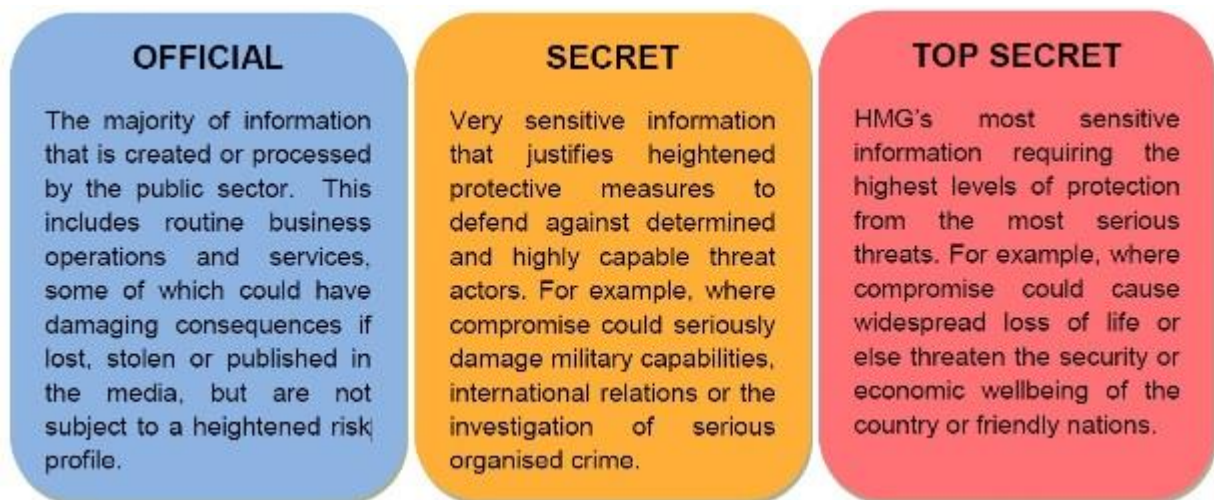 OFFICIAL
The majority of information
that is created or processed
by the public sector. This
includes routine business
operations and services,
some of which could have
damaging consequences if
lost, stolen or published in
the media, but are not
subject to a heightened risk
profile.
SECRET
Very sensitive information
that justifies heightened
protective measures to
defend against determined
and highly capable threat
actors. For example, where
compromise could seriously
damage military capabilities,
international relations or the
investigation of serious
organised crime.
TOP SECRET
HMG's most sensitive
information requiring the
highest levels of protection
from the most serious
threats. For example, where
compromise could cause
widespread loss of life or
else threaten the security or
economic wellbeing of the
country or friendly nations.